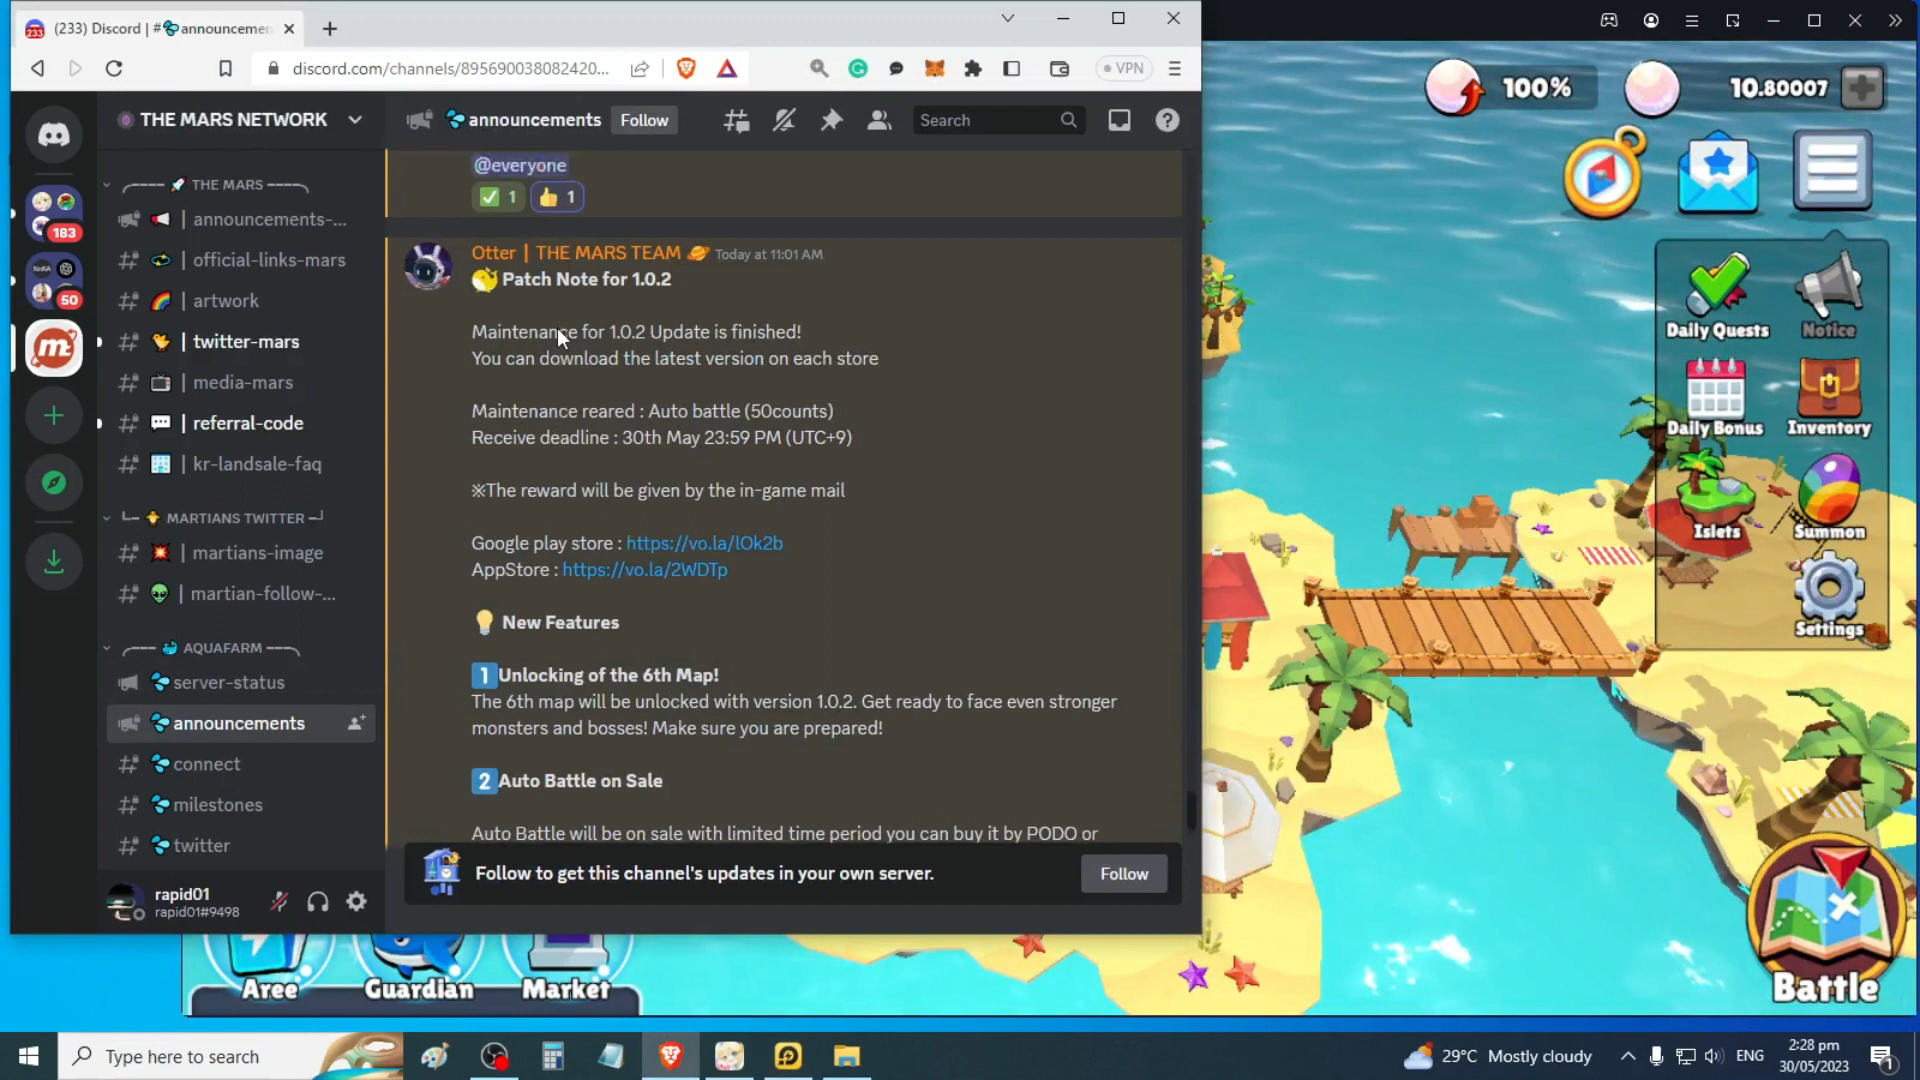 (233) Discord | #announcemen
discord.com/channels/895690038082420...
VPN
THE MARS NETWORK
announcements
Follow
Search
100%
10.80007
183
50
NnKA
THE MARS
announcements-...
official-links-mars
artwork
twitter-mars
media-mars
referral-code
kr-landsale-faq
MARTIANS TWITTER
martians-image
martian-follow-...
AQUAFARM
server-status
announcements
connect
milestones
twitter
rapid01
rapid01#9498
@everyone
1
1
Otter | THE MARS TEAM Today at 11:01 AM
Patch Note for 1.0.2
Maintenance for 1.0.2 Update is finished!
You can download the latest version on each store
Maintenance reared : Auto battle (50counts)
Receive deadline : 30th May 23:59 PM (UTC+9)
※The reward will be given by the in-game mail
Google play store : https://vo.la/lOk2b
AppStore : https://vo.la/2WDTp
New Features
1 Unlocking of the 6th Map!
The 6th map will be unlocked with version 1.0.2. Get ready to face even stronger
monsters and bosses! Make sure you are prepared!
2 Auto Battle on Sale
Auto Battle will be on sale with limited time period you can buy it by PODO or
Follow to get this channel's updates in your own server.
Follow
Daily Quests
Notice
Daily Bonus
Inventory
Islets
Summon
Settings
Aree
Guardian
Market
Battle
Type here to search
29°C Mostly cloudy
ENG
2:28 pm
30/05/2023
1